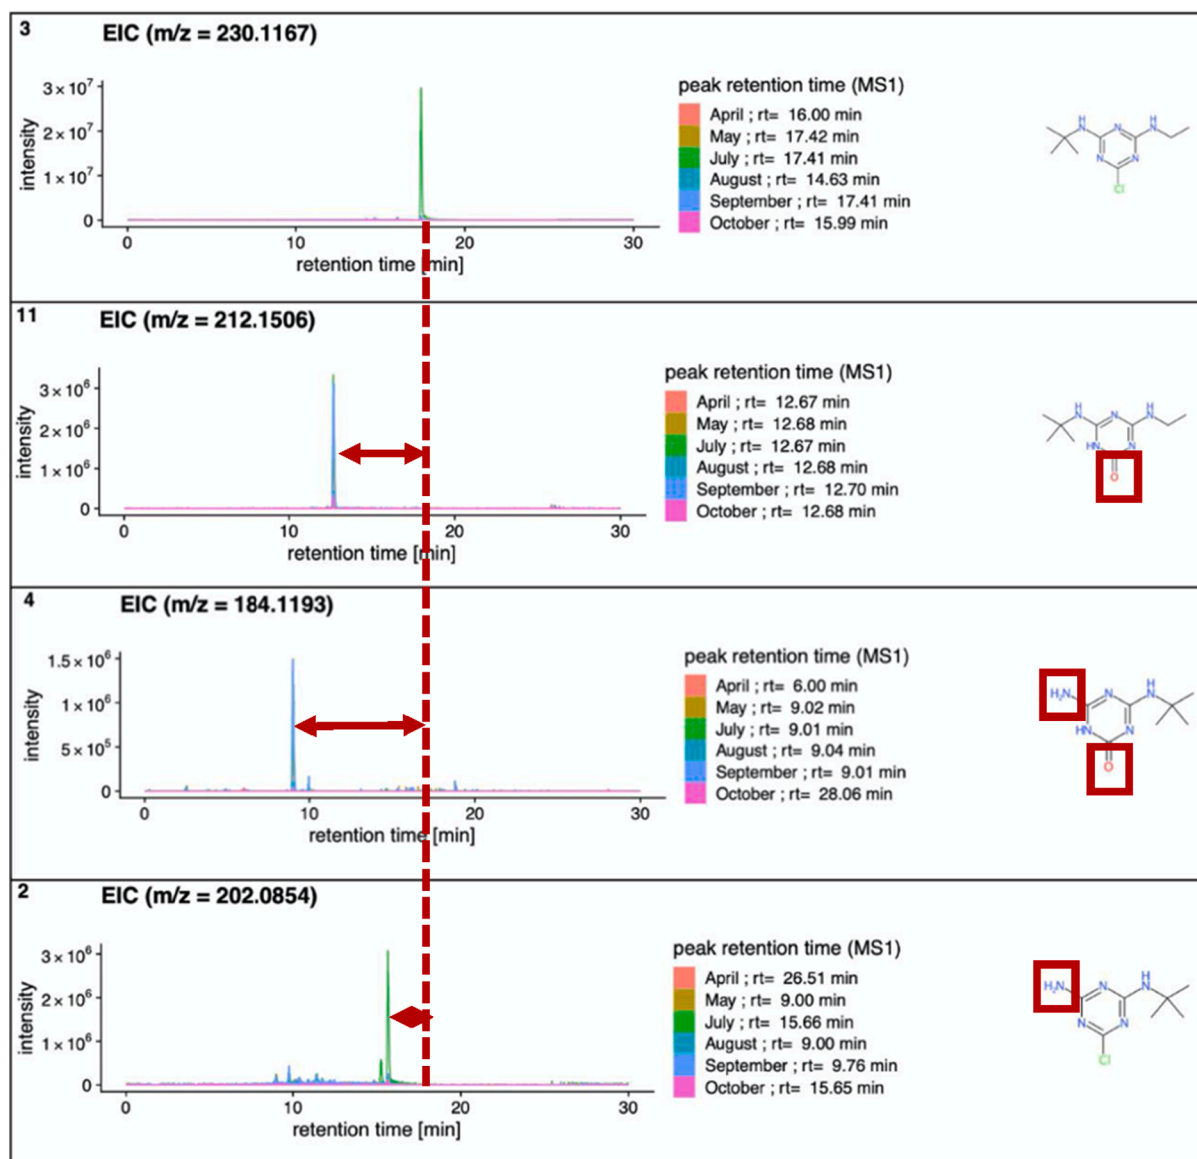 3
EIC (m/z = 230.1167)
3 × 10⁷
2 × 10⁷
1 × 10⁷
0
intensity
0 10 20 30
retention time [min]
peak retention time (MS1)
April ; rt= 16.00 min
May ; rt= 17.42 min
July ; rt= 17.41 min
August ; rt= 14.63 min
September ; rt= 17.41 min
October ; rt= 15.99 min
H
N
N
H
N
N
N
Cl
11
EIC (m/z = 212.1506)
3 × 10⁶
2 × 10⁶
1 × 10⁶
0
intensity
0 10 20 30
retention time [min]
peak retention time (MS1)
April ; rt= 12.67 min
May ; rt= 12.68 min
July ; rt= 12.67 min
August ; rt= 12.68 min
September ; rt= 12.70 min
October ; rt= 12.68 min
H
N
N
H
N
HN
N
O
4
EIC (m/z = 184.1193)
1.5 × 10⁶
1 × 10⁶
5 × 10⁵
0
intensity
0 10 20 30
retention time [min]
peak retention time (MS1)
April ; rt= 6.00 min
May ; rt= 9.02 min
July ; rt= 9.01 min
August ; rt= 9.04 min
September ; rt= 9.01 min
October ; rt= 28.06 min
H₂N
N
H
N
HN
N
O
2
EIC (m/z = 202.0854)
3 × 10⁶
2 × 10⁶
1 × 10⁶
0
intensity
0 10 20 30
retention time [min]
peak retention time (MS1)
April ; rt= 26.51 min
May ; rt= 9.00 min
July ; rt= 15.66 min
August ; rt= 9.00 min
September ; rt= 9.76 min
October ; rt= 15.65 min
H₂N
N
H
N
N
N
Cl